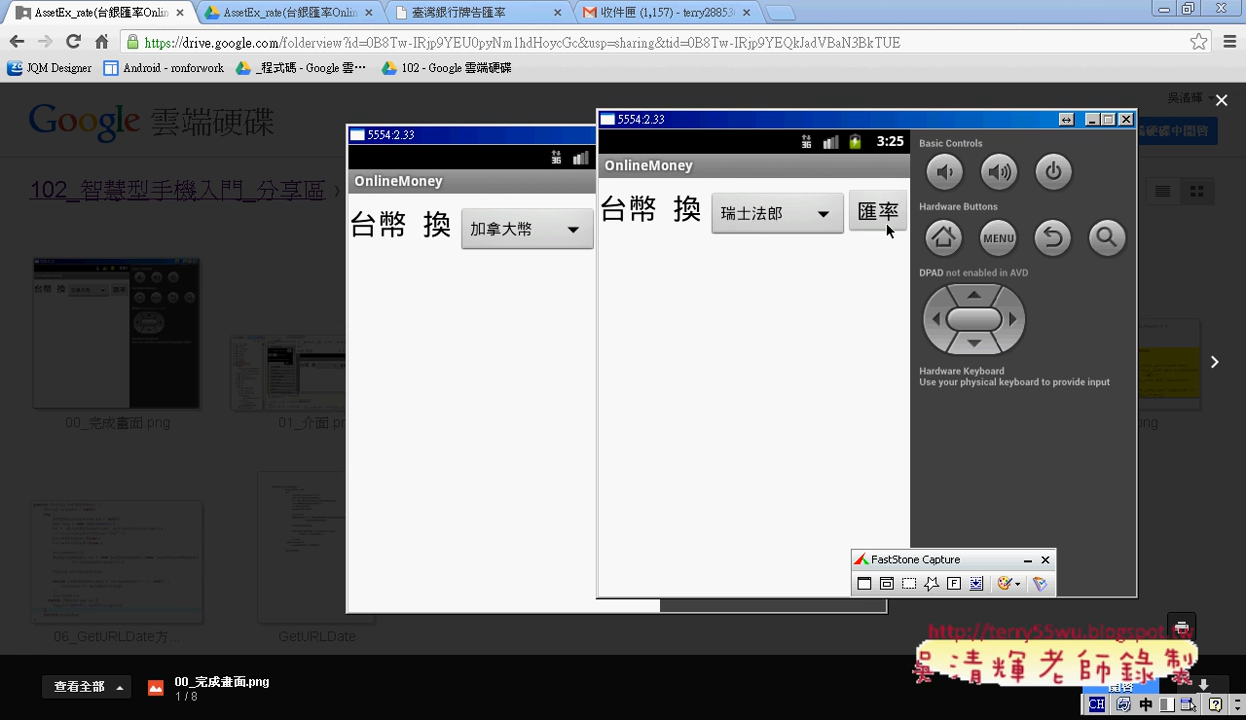 AssetEx_rate(台銀匯率Onlin
AssetEx_rate(台銀匯率Onlin
臺灣銀行牌告匯率
收件匣 (1,157) - terry28853
https://drive.google.com/folderview?id=0B8Tw-IRjp9YEU0pyNm1hdHoycGc&usp=sharing&tid=0B8Tw-IRjp9YEQkJadVBaN3BkTUE
JQM Designer
Android - ronforwork
_程式碼 - Google 雲…
102 - Google 雲端硬碟
Google 雲端硬碟
吳清輝
102_智慧型手機入門_分享區
5554:2.33
OnlineMoney
台幣 換 加拿大幣
5554:2.33
3:25
OnlineMoney
台幣 換 瑞士法郎 匯率
Basic Controls
Hardware Buttons
MENU
DPAD not enabled in AVD
Hardware Keyboard
Use your physical keyboard to provide input
00_完成畫面.png
01_介面.png
06_GetURLDate方...
GetURLDate
FastStone Capture
http://terry55wu.blogspot.tw
吳清輝老師錄製
查看全部
00_完成畫面.png
1 / 8
CH
中